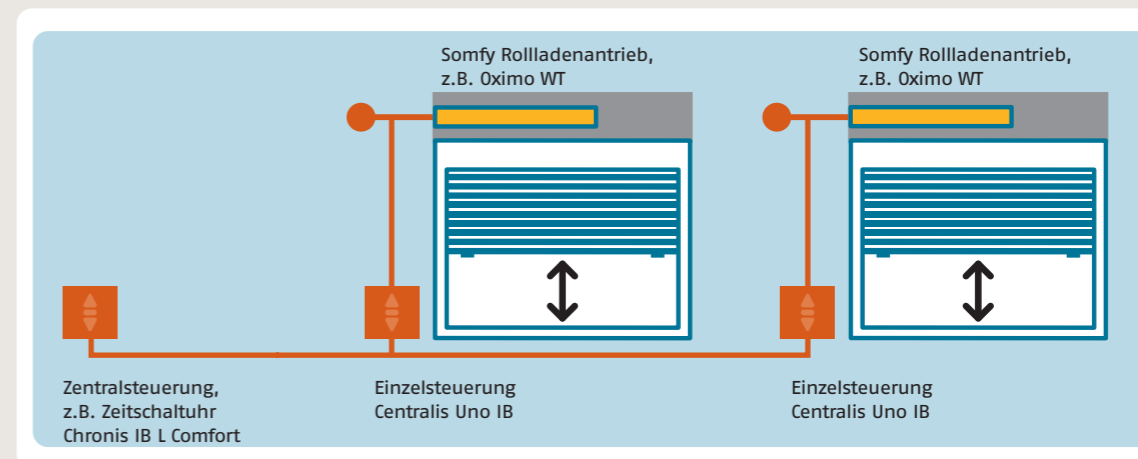 Somfy Rollladenantrieb,
z.B. Oximo WT
Somfy Rollladenantrieb,
z.B. Oximo WT
Zentralsteuerung,
z.B. Zeitschaltuhr
Chronis IB L Comfort
Einzelsteuerung
Centralis Uno IB
Einzelsteuerung
Centralis Uno IB